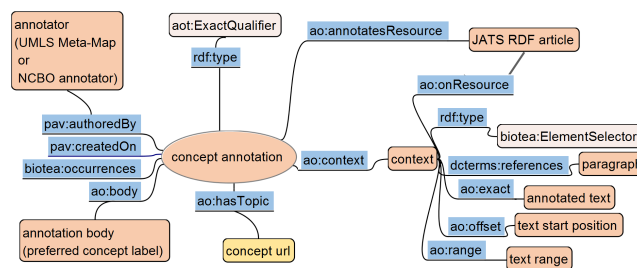 annotator
(UMLS Meta-Map
or
NCBO annotator)
aot:ExactQualifier
rdf:type
ao:annotatesResource
JATS RDF article
ao:onResource
rdf:type
biotea:ElementSelector
pav:authoredBy
pav:createdOn
biotea:occurrences
ao:body
concept annotation
ao:context
context
dcterms:references
paragraph
ao:exact
annotated text
ao:hasTopic
ao:offset
text start position
annotation body
(preferred concept label)
concept url
ao:range
text range